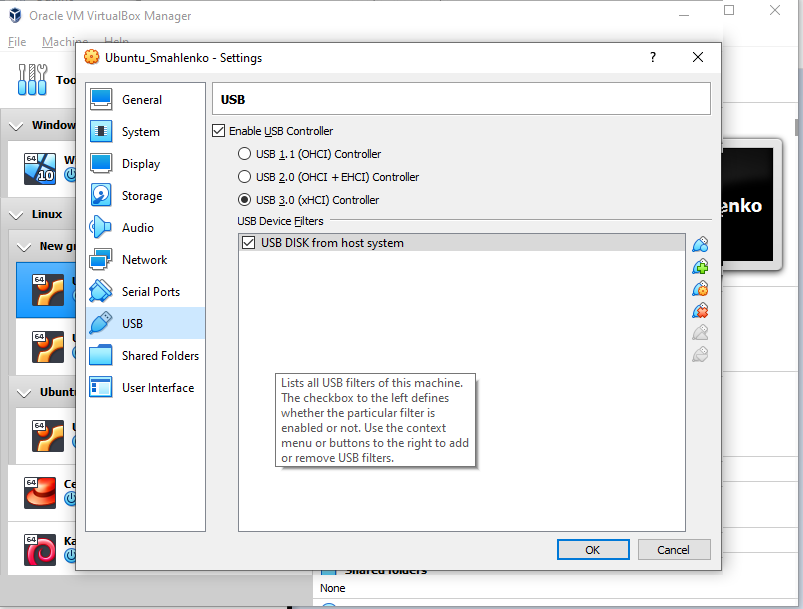 Oracle VM VirtualBox Manager
File Machine Help
Ubuntu_Smahlenko - Settings
?
Too
Window
64
10
W
Linux
New gr
64
64
Ubunt
64
64
Ce
64
Ka
General
System
Display
Storage
Audio
Network
Serial Ports
USB
Shared Folders
User Interface
USB
Enable USB Controller
USB 1.1 (OHCI) Controller
USB 2.0 (OHCI + EHCI) Controller
USB 3.0 (xHCI) Controller
USB Device Filters
USB DISK from host system
Lists all USB filters of this machine.
The checkbox to the left defines
whether the particular filter is
enabled or not. Use the context
menu or buttons to the right to add
or remove USB filters.
OK
Cancel
enko
Shared folders
None